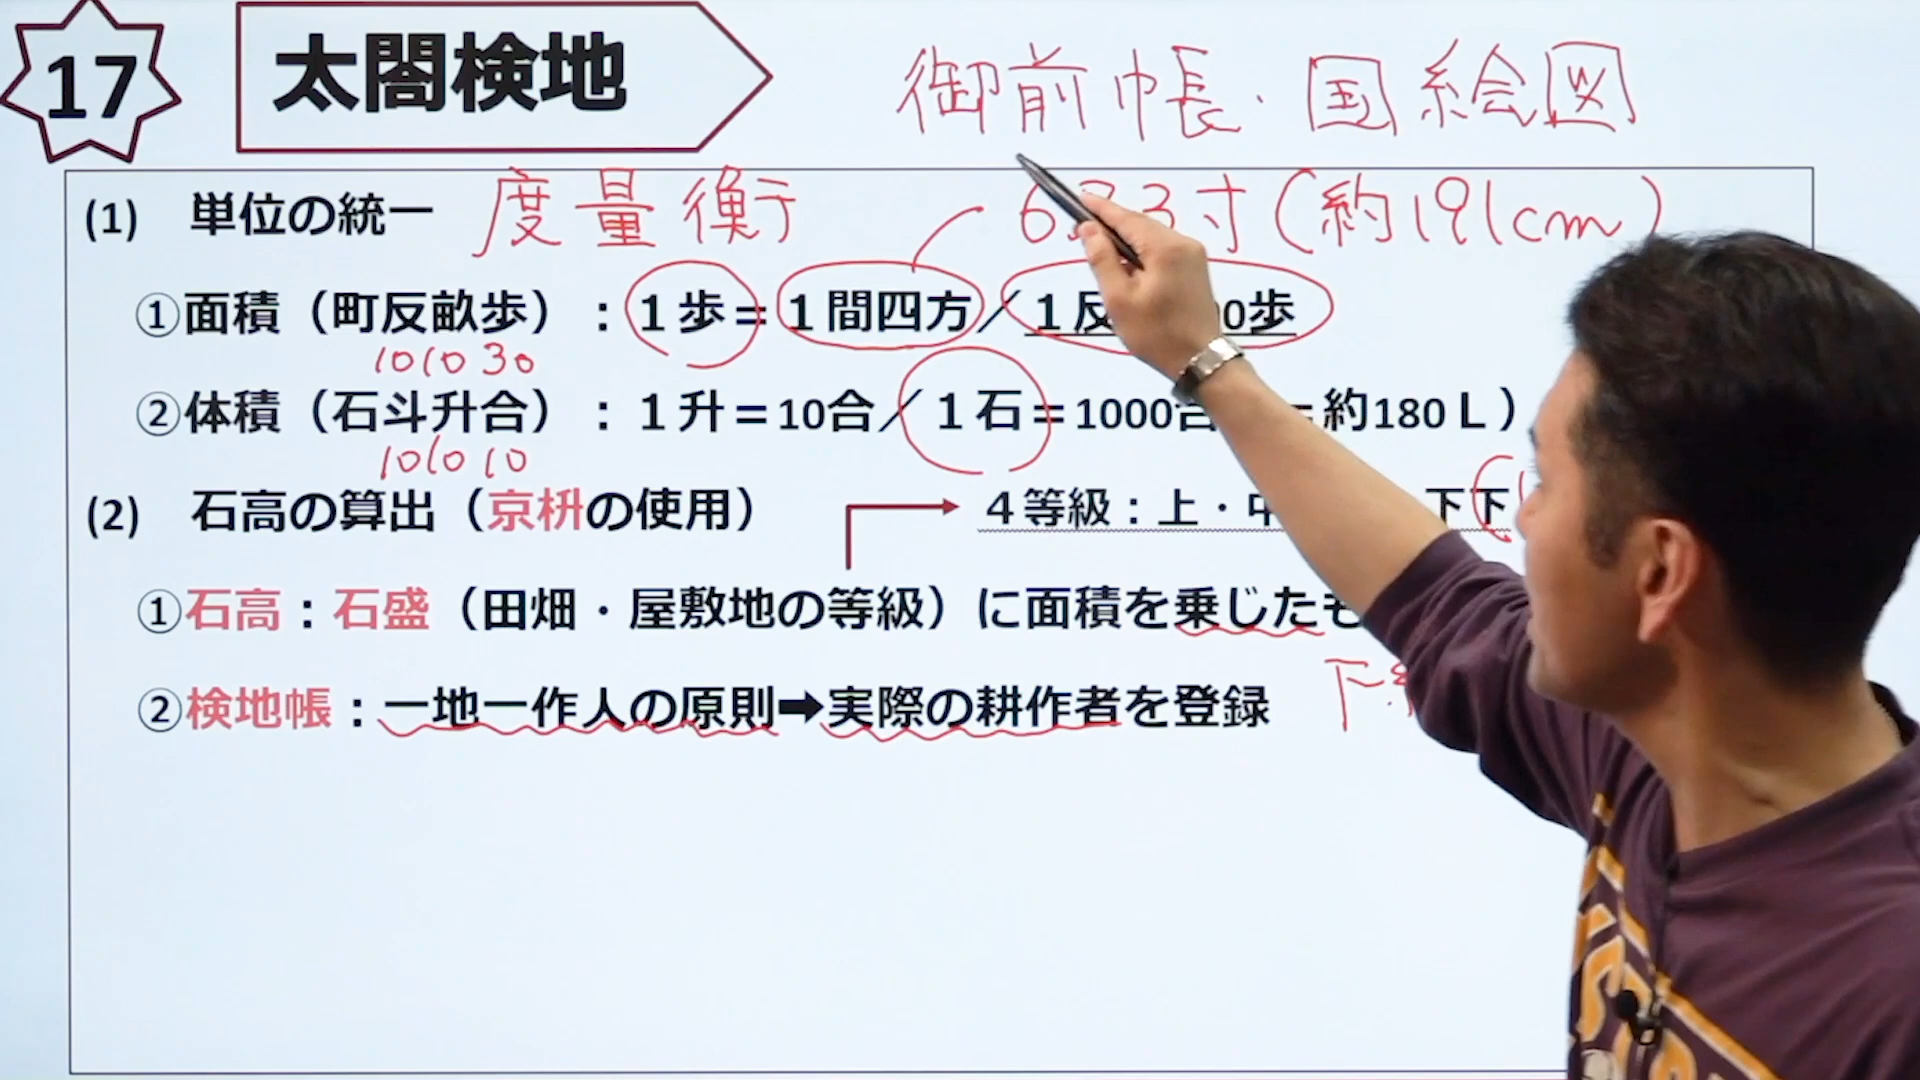 17
太閤検地
御前帳・国絵図
(1) 単位の統一 度量衡
6尺3寸(約191cm)
①面積（町反畝歩）：１歩＝１間四方／１反 00歩
10 10 30
②体積（石斗升合）：１升＝10合／１石＝1000合 ＝約180Ｌ）
10 10 10
(2) 石高の算出（京枡の使用）
４等級：上・中 下下
①石高：石盛（田畑・屋敷地の等級）に面積を乗じたも
②検地帳：一地一作人の原則➡実際の耕作者を登録
下